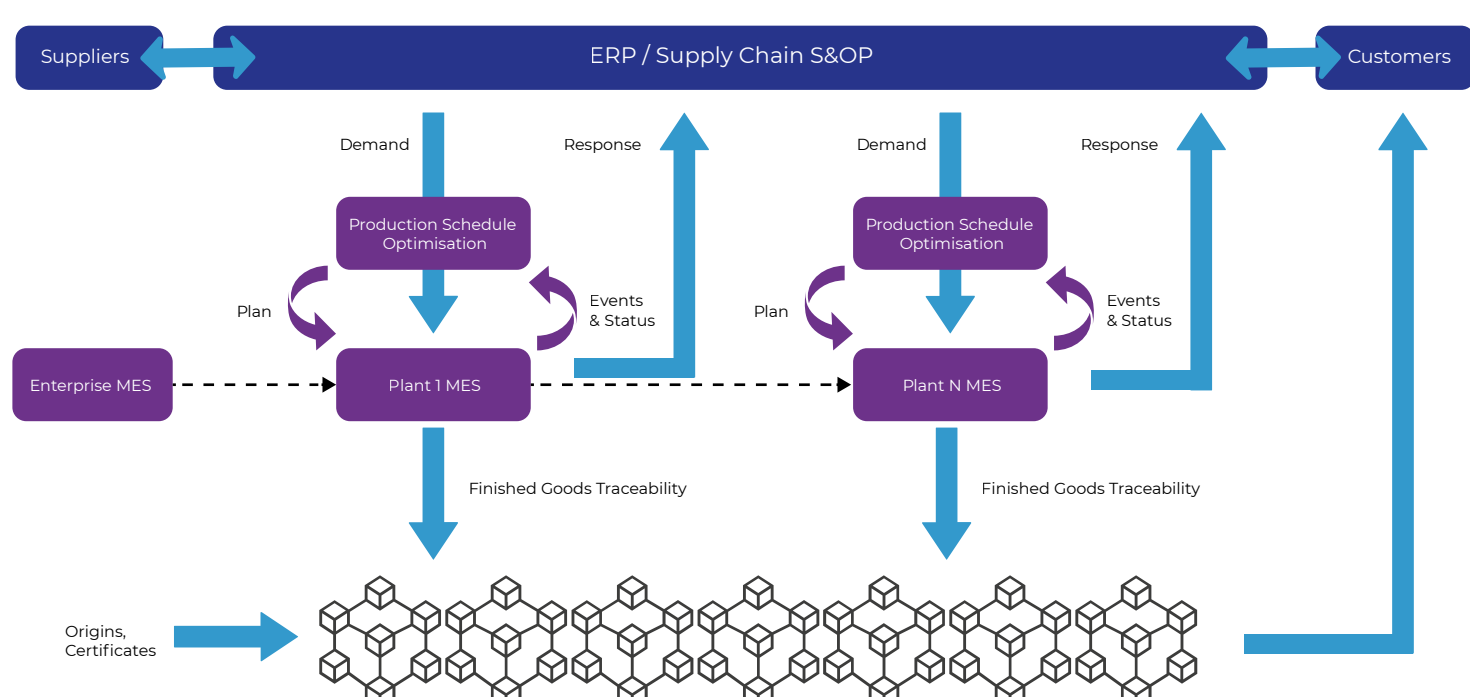 Suppliers
ERP / Supply Chain S&OP
Customers
Demand
Response
Demand
Response
Production Schedule
Optimisation
Production Schedule
Optimisation
Plan
Events
& Status
Plan
Events
& Status
Enterprise MES
Plant 1 MES
Plant N MES
Finished Goods Traceability
Finished Goods Traceability
Origins,
Certificates